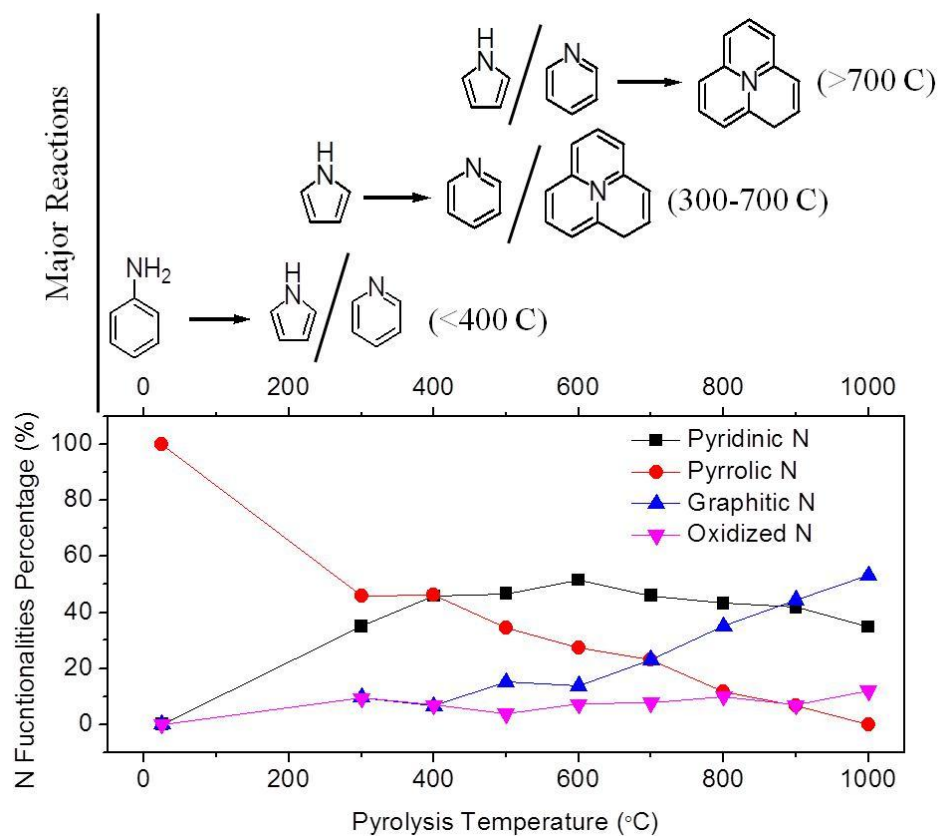 Major Reactions
H
N
N
N
(>700 C)
H
N
N
N
(300-700 C)
NH2
H
N
N
(<400 C)
0 200 400 600 800 1000
N Fucntionalities Percentage (%)
100
80
60
40
20
0
Pyridinic N
Pyrrolic N
Graphitic N
Oxidized N
0 200 400 600 800 1000
Pyrolysis Temperature (°C)